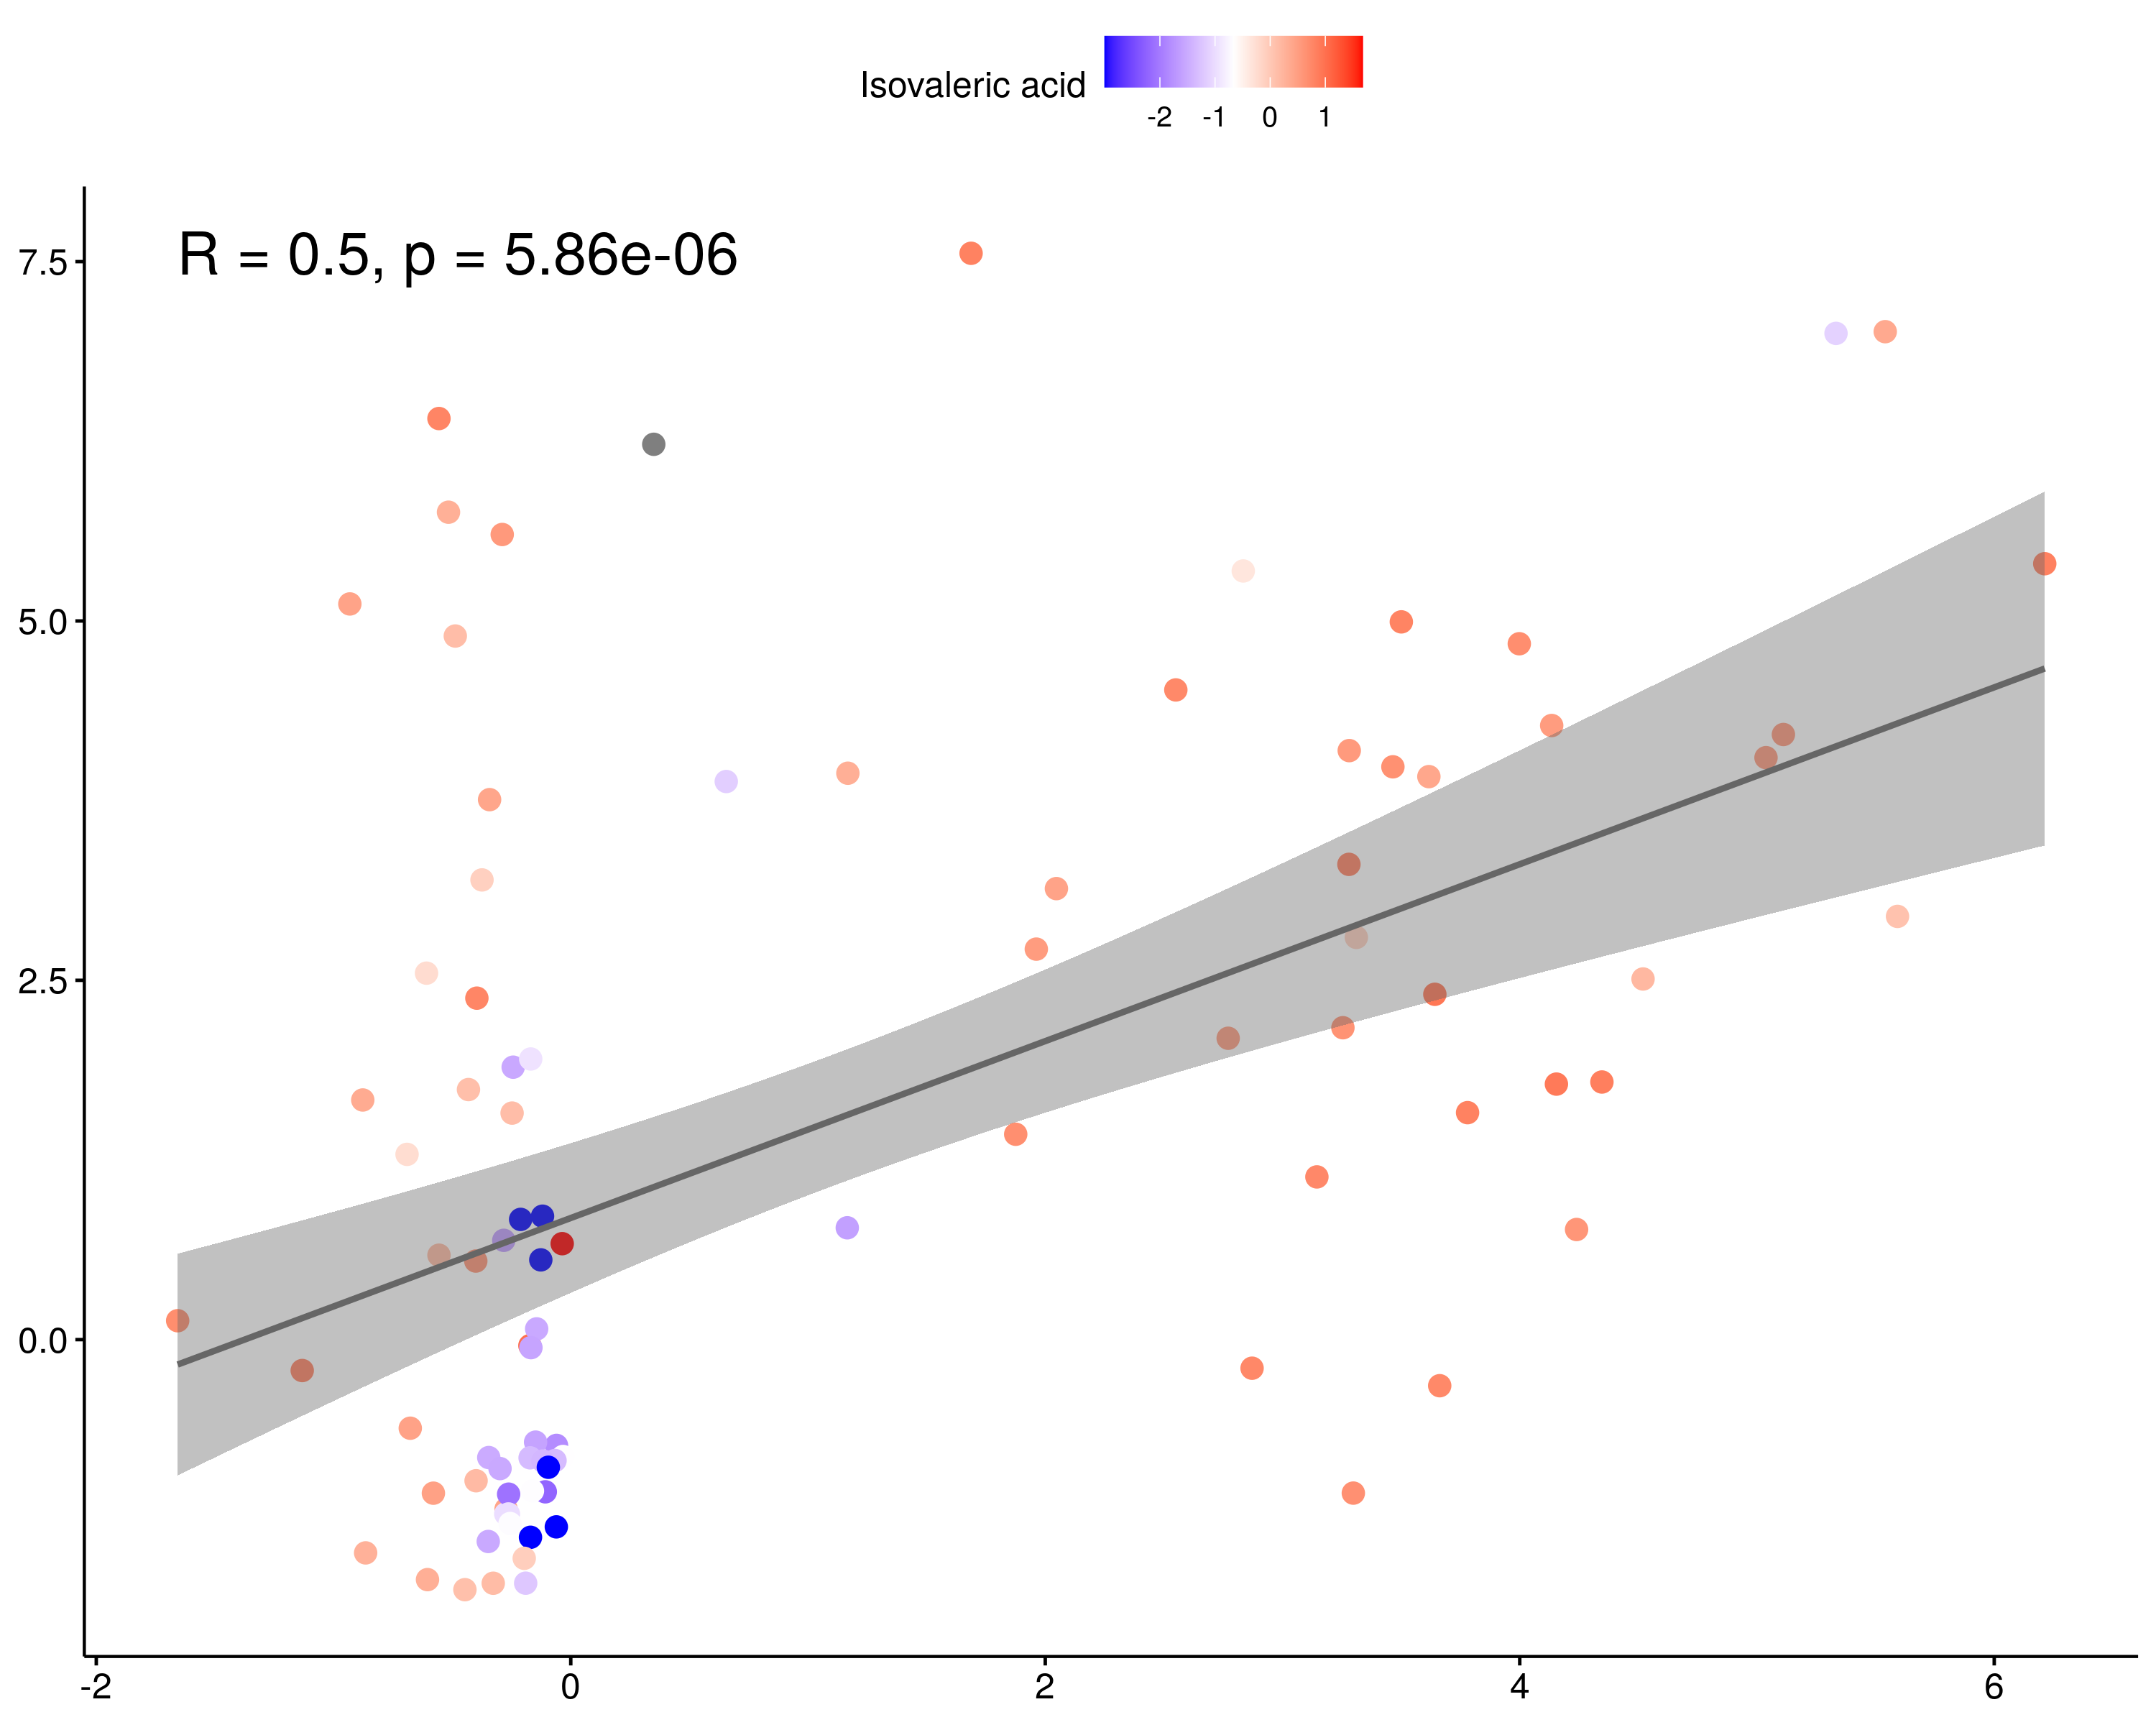 Isovaleric acid
-2 -1 0 1
R = 0.5, p = 5.86e-06
7.5
5.0
2.5
0.0
-2 0 2 4 6